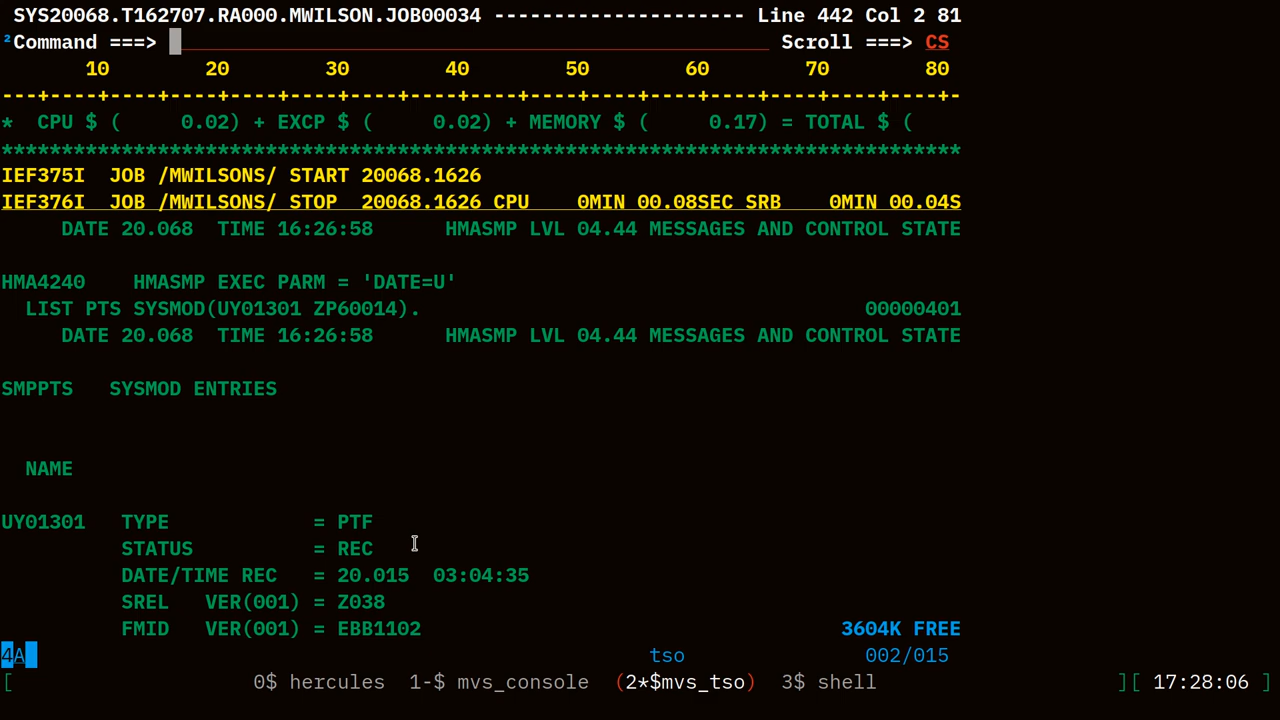 SYS20068.T162707.RA000.MWILSON.JOB00034 --------------------- Line 442 Col 2 81
²Command ===> Scroll ===> CS
10 20 30 40 50 60 70 80
---+----+----+----+----+----+----+----+----+----+----+----+----+----+----+----+-
* CPU $ ( 0.02) + EXCP $ ( 0.02) + MEMORY $ ( 0.17) = TOTAL $ (
********************************************************************************
IEF375I JOB /MWILSONS/ START 20068.1626
IEF376I JOB /MWILSONS/ STOP 20068.1626 CPU 0MIN 00.08SEC SRB 0MIN 00.04S
DATE 20.068 TIME 16:26:58 HMASMP LVL 04.44 MESSAGES AND CONTROL STATE
HMA4240 HMASMP EXEC PARM = 'DATE=U'
LIST PTS SYSMOD(UY01301 ZP60014). 00000401
DATE 20.068 TIME 16:26:58 HMASMP LVL 04.44 MESSAGES AND CONTROL STATE
SMPPTS SYSMOD ENTRIES
NAME
UY01301 TYPE = PTF
STATUS = REC
DATE/TIME REC = 20.015 03:04:35
SREL VER(001) = Z038
FMID VER(001) = EBB1102 3604K FREE
4A tso 002/015
[ 0$ hercules 1-$ mvs_console (2*$mvs_tso) 3$ shell ][ 17:28:06 ]